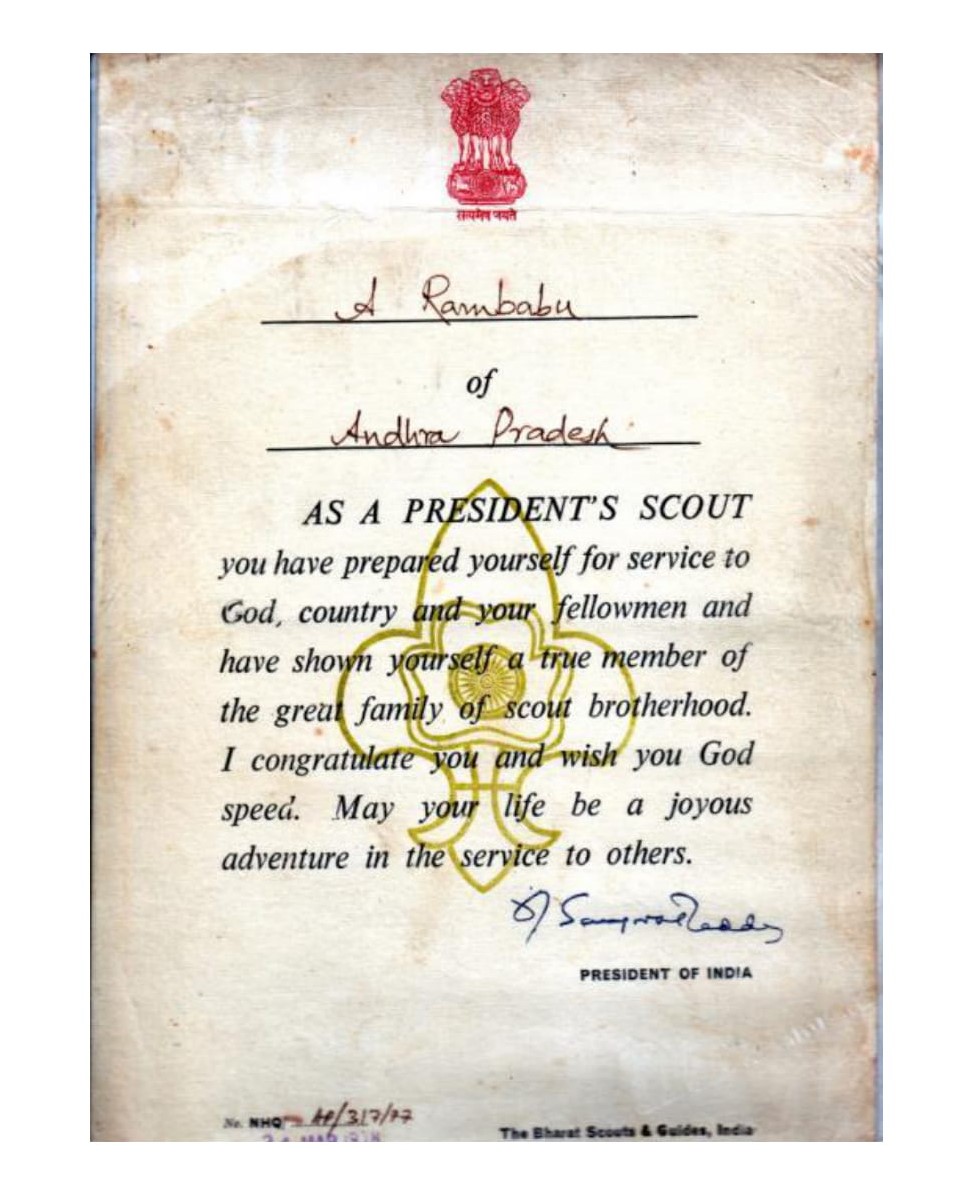 सत्यमेव जयते
A Rambabu
of
Andhra Pradesh
AS A PRESIDENT'S SCOUT
you have prepared yourself for service to
God, country and your fellowmen and
have shown yourself a true member of
the great family of scout brotherhood.
I congratulate you and wish you God
speed. May your life be a joyous
adventure in the service to others.
PRESIDENT OF INDIA
No. NHQ AP/317/77
MAR
The Bharat Scouts & Guides, India